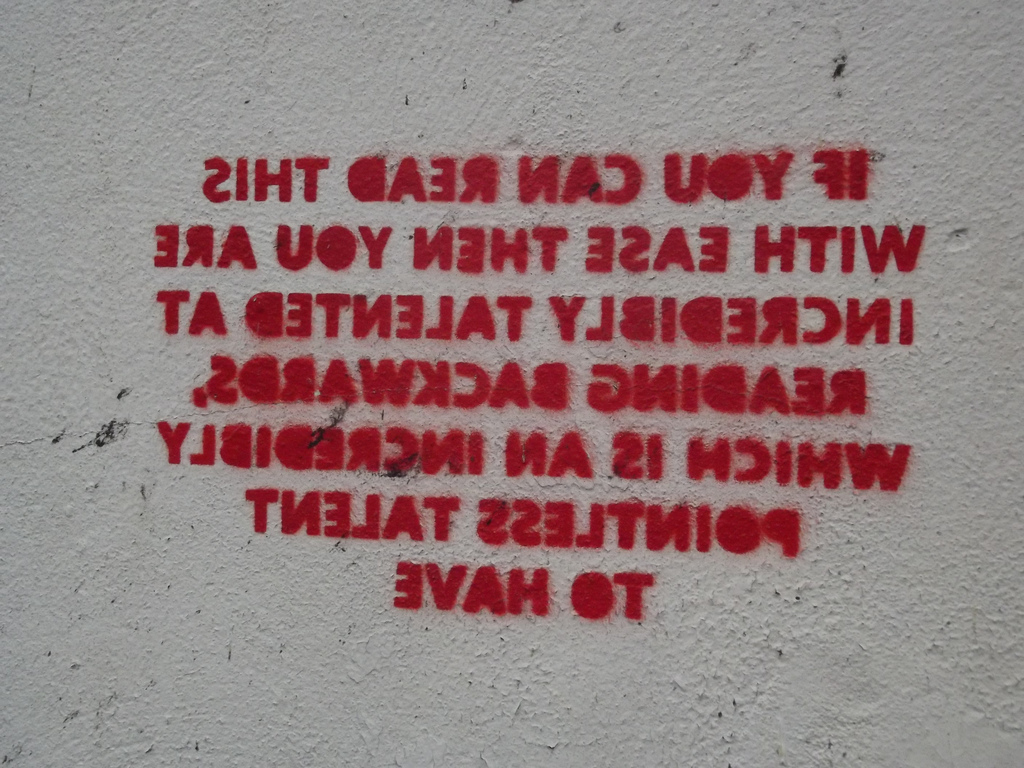 IF YOU CAN READ THIS
WITH EASE THEN YOU ARE
INCREDIBLY TALENTED AT
READING BACKWARDS,
WHICH IS AN INCREDIBLY
POINTLESS TALENT
TO HAVE